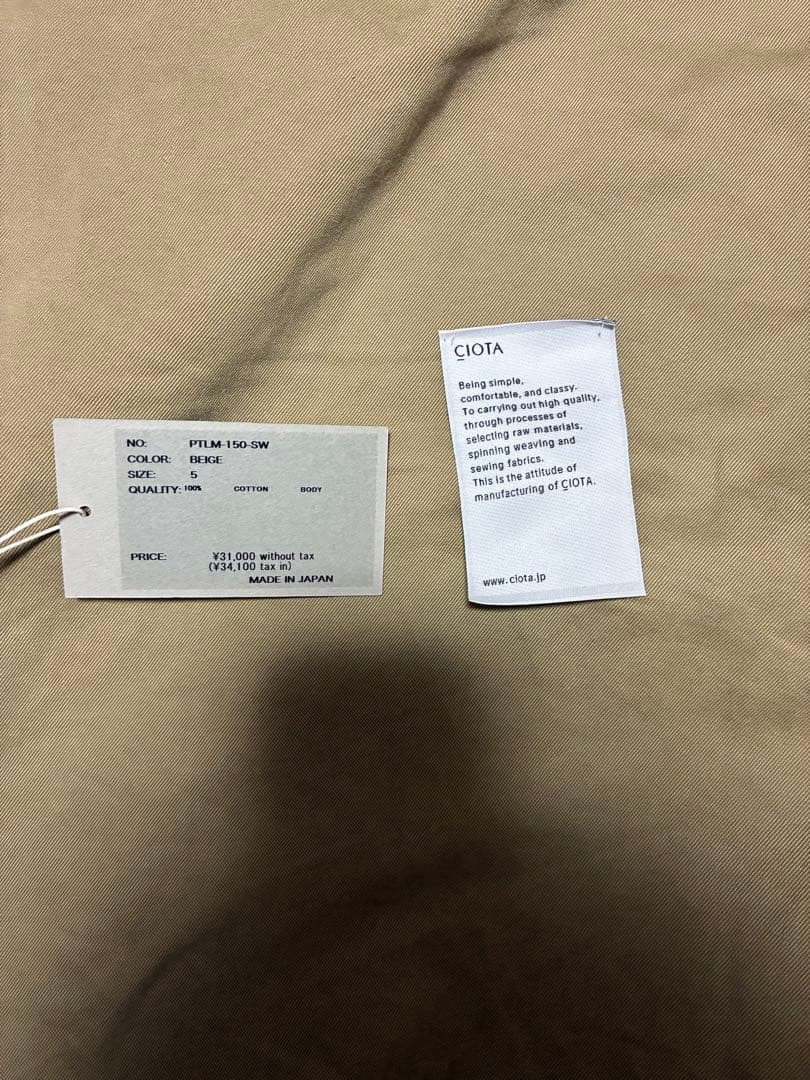 NO: PTLM-150-SW
COLOR: BEIGE
SIZE: 5
QUALITY: 100% COTTON BODY
PRICE: ¥31,000 without tax
(¥34,100 tax in)
MADE IN JAPAN
CIOTA
Being simple,
comfortable, and classy.
To carrying out high quality,
through processes of
selecting raw materials,
spinning weaving and
sewing fabrics.
This is the attitude of
manufacturing of CIOTA.
www.ciota.jp